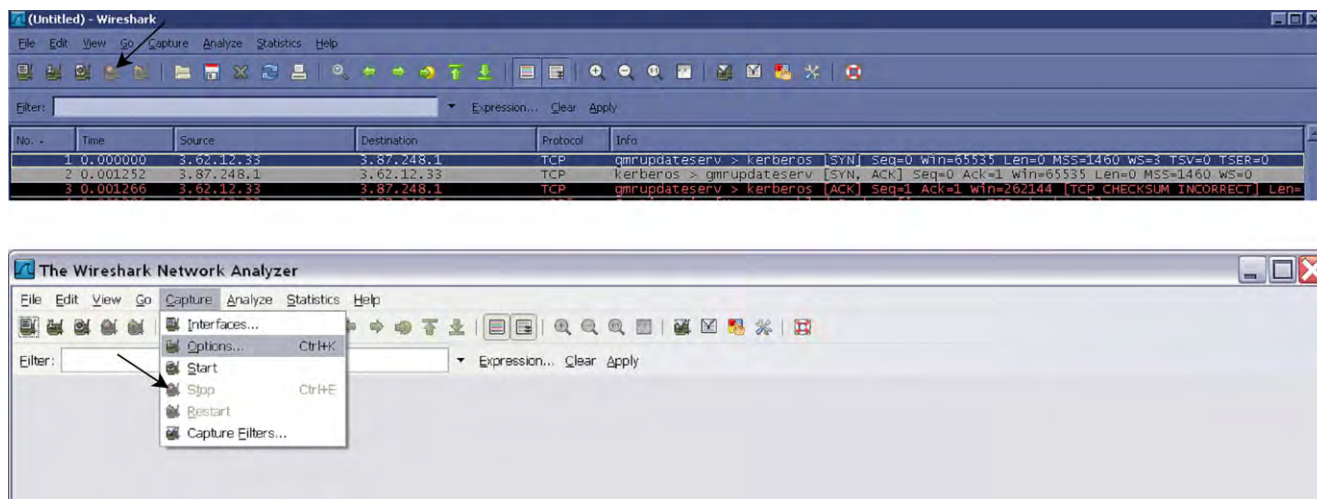 (Untitled) - Wireshark
File Edit View Go Capture Analyze Statistics Help
Filter: Expression... Clear Apply
No. - Time Source Destination Protocol Info
1 0.000000 3.62.12.33 3.87.248.1 TCP qmrupdateserv > kerberos [SYN] Seq=0 Win=65535 Len=0 MSS=1460 WS=3 TSV=0 TSER=0
2 0.001252 3.87.248.1 3.62.12.33 TCP kerberos > qmrupdateserv [SYN, ACK] Seq=0 Ack=1 Win=65535 Len=0 MSS=1460 WS=0
3 0.001266 3.62.12.33 3.87.248.1 TCP qmrupdateserv > kerberos [ACK] Seq=1 Ack=1 Win=262144 [TCP CHECKSUM INCORRECT] Len=
The Wireshark Network Analyzer
File Edit View Go Capture Analyze Statistics Help
Interfaces...
Options... Ctrl+K
Filter: Expression... Clear Apply
Start
Stop Ctrl+E
Restart
Capture Filters...